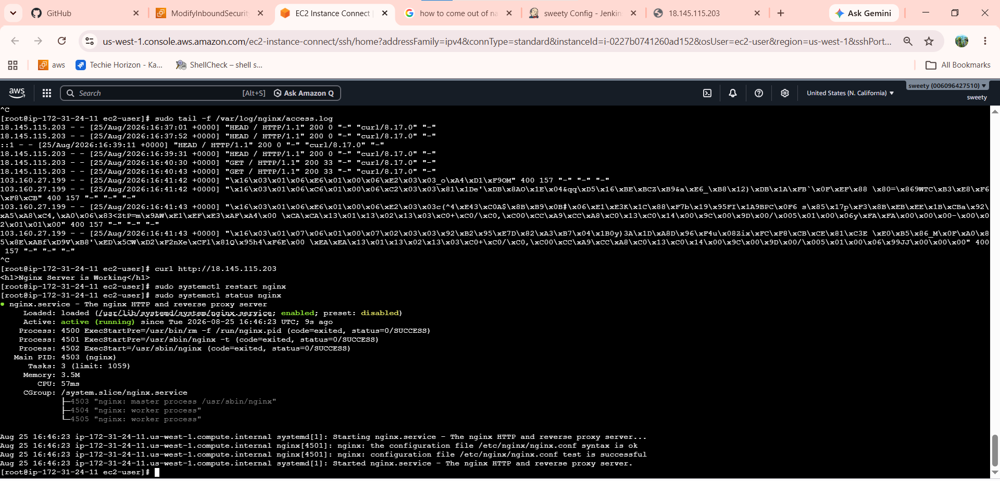 GitHub
ModifyInboundSecurit
EC2 Instance Connect
how to come out of na
sweety Config - Jenkin
18.145.115.203
Ask Gemini
us-west-1.console.aws.amazon.com/ec2-instance-connect/ssh/home?addressFamily=ipv4&connType=standard&instanceId=i-0227b0741260ad152&osUser=ec2-user&region=us-west-1&sshPort...
aws
Techie Horizon - Ka...
ShellCheck – shell s...
All Bookmarks
aws
Search
[Alt+S]
Ask Amazon Q
United States (N. California)
sweety (006096427510)
sweety
^C
[root@ip-172-31-24-11 ec2-user]# sudo tail -f /var/log/nginx/access.log
18.145.115.203 - - [25/Aug/2026:16:37:01 +0000] "HEAD / HTTP/1.1" 200 0 "-" "curl/8.17.0" "-"
18.145.115.203 - - [25/Aug/2026:16:37:52 +0000] "HEAD / HTTP/1.1" 200 0 "-" "curl/8.17.0" "-"
::1 - - [25/Aug/2026:16:39:11 +0000] "HEAD / HTTP/1.1" 200 0 "-" "curl/8.17.0" "-"
18.145.115.203 - - [25/Aug/2026:16:39:31 +0000] "HEAD / HTTP/1.1" 200 0 "-" "curl/8.17.0" "-"
18.145.115.203 - - [25/Aug/2026:16:40:30 +0000] "GET / HTTP/1.1" 200 33 "-" "curl/8.17.0" "-"
18.145.115.203 - - [25/Aug/2026:16:40:43 +0000] "GET / HTTP/1.1" 200 33 "-" "curl/8.17.0" "-"
103.160.27.199 - - [25/Aug/2026:16:41:42 +0000] "\x16\x03\x01\x06\xE6\x01\x00\x06\xE2\x03\x03_o\xA4\xD1\xF9OM" 400 157 "-" "-" "-"
103.160.27.199 - - [25/Aug/2026:16:41:42 +0000] "\x16\x03\x01\x06\xC6\x01\x00\x06\xC2\x03\x03\x81\x1De'\xDB\x8AO\x1E\x04&qq\xD5\x16\xBE\xBCZ\xB9&a\xE6_\xB8\x12)\xDB\x1A\xFB`\x0F\xEF\x88 \x80=\x869WTC\xB3\xE8\xF6
\xF8\xCB" 400 157 "-" "-" "-"
103.160.27.199 - - [25/Aug/2026:16:41:43 +0000] "\x16\x03\x01\x06\xE6\x01\x00\x06\xE2\x03\x03c(^4\xE43\xC0A$\x8B\xB9\x0B#\x06\xE1\xE3K\x1C\x88\xF7b\x19\x95FI\x1A9BPC\x0F6 s\x85\x17p\xF3\x8B\xEB\xEE\x1B\xCBa\x92\
xA5\xA8\xC4,\xA0\x06\x83<ZtP=m\x9AW\xE1\xEF\xE3\xAF\xA4\x00 \xCA\xCA\x13\x01\x13\x02\x13\x03\xC0+\xC0/\xC0,\xC00\xCC\xA9\xCC\xA8\xC0\x13\xC0\x14\x00\x9C\x00\x9D\x00/\x005\x01\x00\x06y\xFA\xFA\x00\x00\x00-\x00\x0
2\x01\x01\x00" 400 157 "-" "-" "-"
103.160.27.199 - - [25/Aug/2026:16:41:43 +0000] "\x16\x03\x01\x07\x06\x01\x00\x07\x02\x03\x03\x92\xB2\x95\xE7D\x82\xA3\xB7\x04\x1B0y)3A\x1D\xA8D\x96\xF4u\x08Zix\xFC\xF8\xCB\xCE\x81\xC3E \xE0\xB5\x86_M\x0F\xA0\x8
5\x8E\xABf\xD9V\xB8'\xED\x5CW\xD2\xF2nXe\xCFl\x81Q\x95h4\xF6E\x00 \xEA\xEA\x13\x01\x13\x02\x13\x03\xC0+\xC0/\xC0,\xC00\xCC\xA9\xCC\xA8\xC0\x13\xC0\x14\x00\x9C\x00\x9D\x00/\x005\x01\x00\x06\x99JJ\x00\x00\x00" 400
157 "-" "-" "-"
^C
[root@ip-172-31-24-11 ec2-user]# curl http://18.145.115.203
<h1>Nginx Server is Working</h1>
[root@ip-172-31-24-11 ec2-user]# sudo systemctl restart nginx
[root@ip-172-31-24-11 ec2-user]# sudo systemctl status nginx
● nginx.service - The nginx HTTP and reverse proxy server
Loaded: loaded (/usr/lib/systemd/system/nginx.service; enabled; preset: disabled)
Active: active (running) since Tue 2026-08-25 16:46:23 UTC; 9s ago
Process: 4500 ExecStartPre=/usr/bin/rm -f /run/nginx.pid (code=exited, status=0/SUCCESS)
Process: 4501 ExecStartPre=/usr/sbin/nginx -t (code=exited, status=0/SUCCESS)
Process: 4502 ExecStart=/usr/sbin/nginx (code=exited, status=0/SUCCESS)
Main PID: 4503 (nginx)
Tasks: 3 (limit: 1059)
Memory: 3.5M
CPU: 57ms
CGroup: /system.slice/nginx.service
├─4503 "nginx: master process /usr/sbin/nginx"
├─4504 "nginx: worker process"
└─4505 "nginx: worker process"
Aug 25 16:46:23 ip-172-31-24-11.us-west-1.compute.internal systemd[1]: Starting nginx.service - The nginx HTTP and reverse proxy server...
Aug 25 16:46:23 ip-172-31-24-11.us-west-1.compute.internal nginx[4501]: nginx: the configuration file /etc/nginx/nginx.conf syntax is ok
Aug 25 16:46:23 ip-172-31-24-11.us-west-1.compute.internal nginx[4501]: nginx: configuration file /etc/nginx/nginx.conf test is successful
Aug 25 16:46:23 ip-172-31-24-11.us-west-1.compute.internal systemd[1]: Started nginx.service - The nginx HTTP and reverse proxy server.
[root@ip-172-31-24-11 ec2-user]#